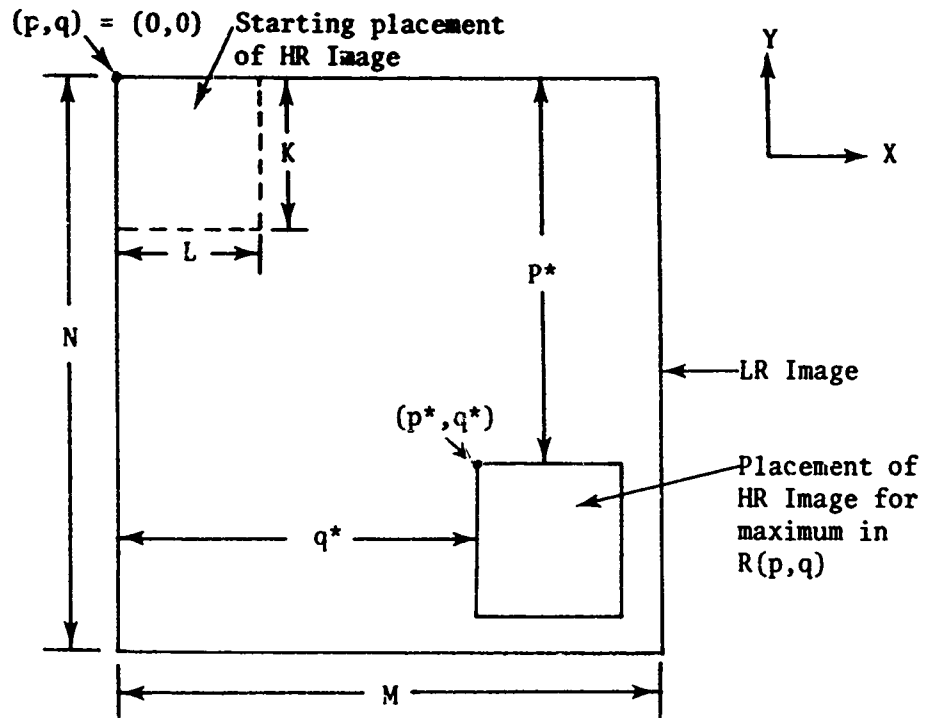 (p,q) = (0,0)
Starting placement
of HR Image
Y
X
K
L
p*
N
LR Image
(p*,q*)
Placement of
HR Image for
maximum in
R(p,q)
q*
M